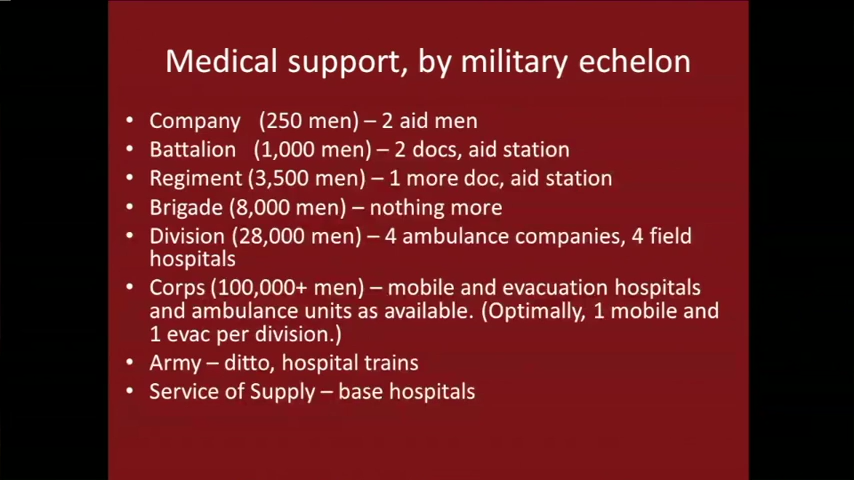 Medical support, by military echelon
• Company (250 men) – 2 aid men
• Battalion (1,000 men) – 2 docs, aid station
• Regiment (3,500 men) – 1 more doc, aid station
• Brigade (8,000 men) – nothing more
• Division (28,000 men) – 4 ambulance companies, 4 field
hospitals
• Corps (100,000+ men) – mobile and evacuation hospitals
and ambulance units as available. (Optimally, 1 mobile and
1 evac per division.)
• Army – ditto, hospital trains
• Service of Supply – base hospitals